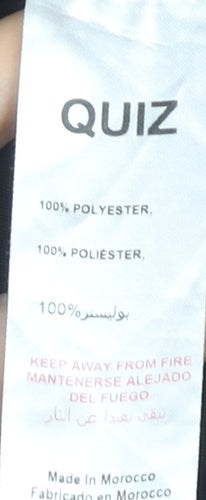 QUIZ
100% POLYESTER,
100% POLIÉSTER,
100% بوليستر
KEEP AWAY FROM FIRE
MANTENERSE ALEJADO
DEL FUEGO
يبقى بعيدا عن النار
Made In Morocco
Fabricado en Morocco